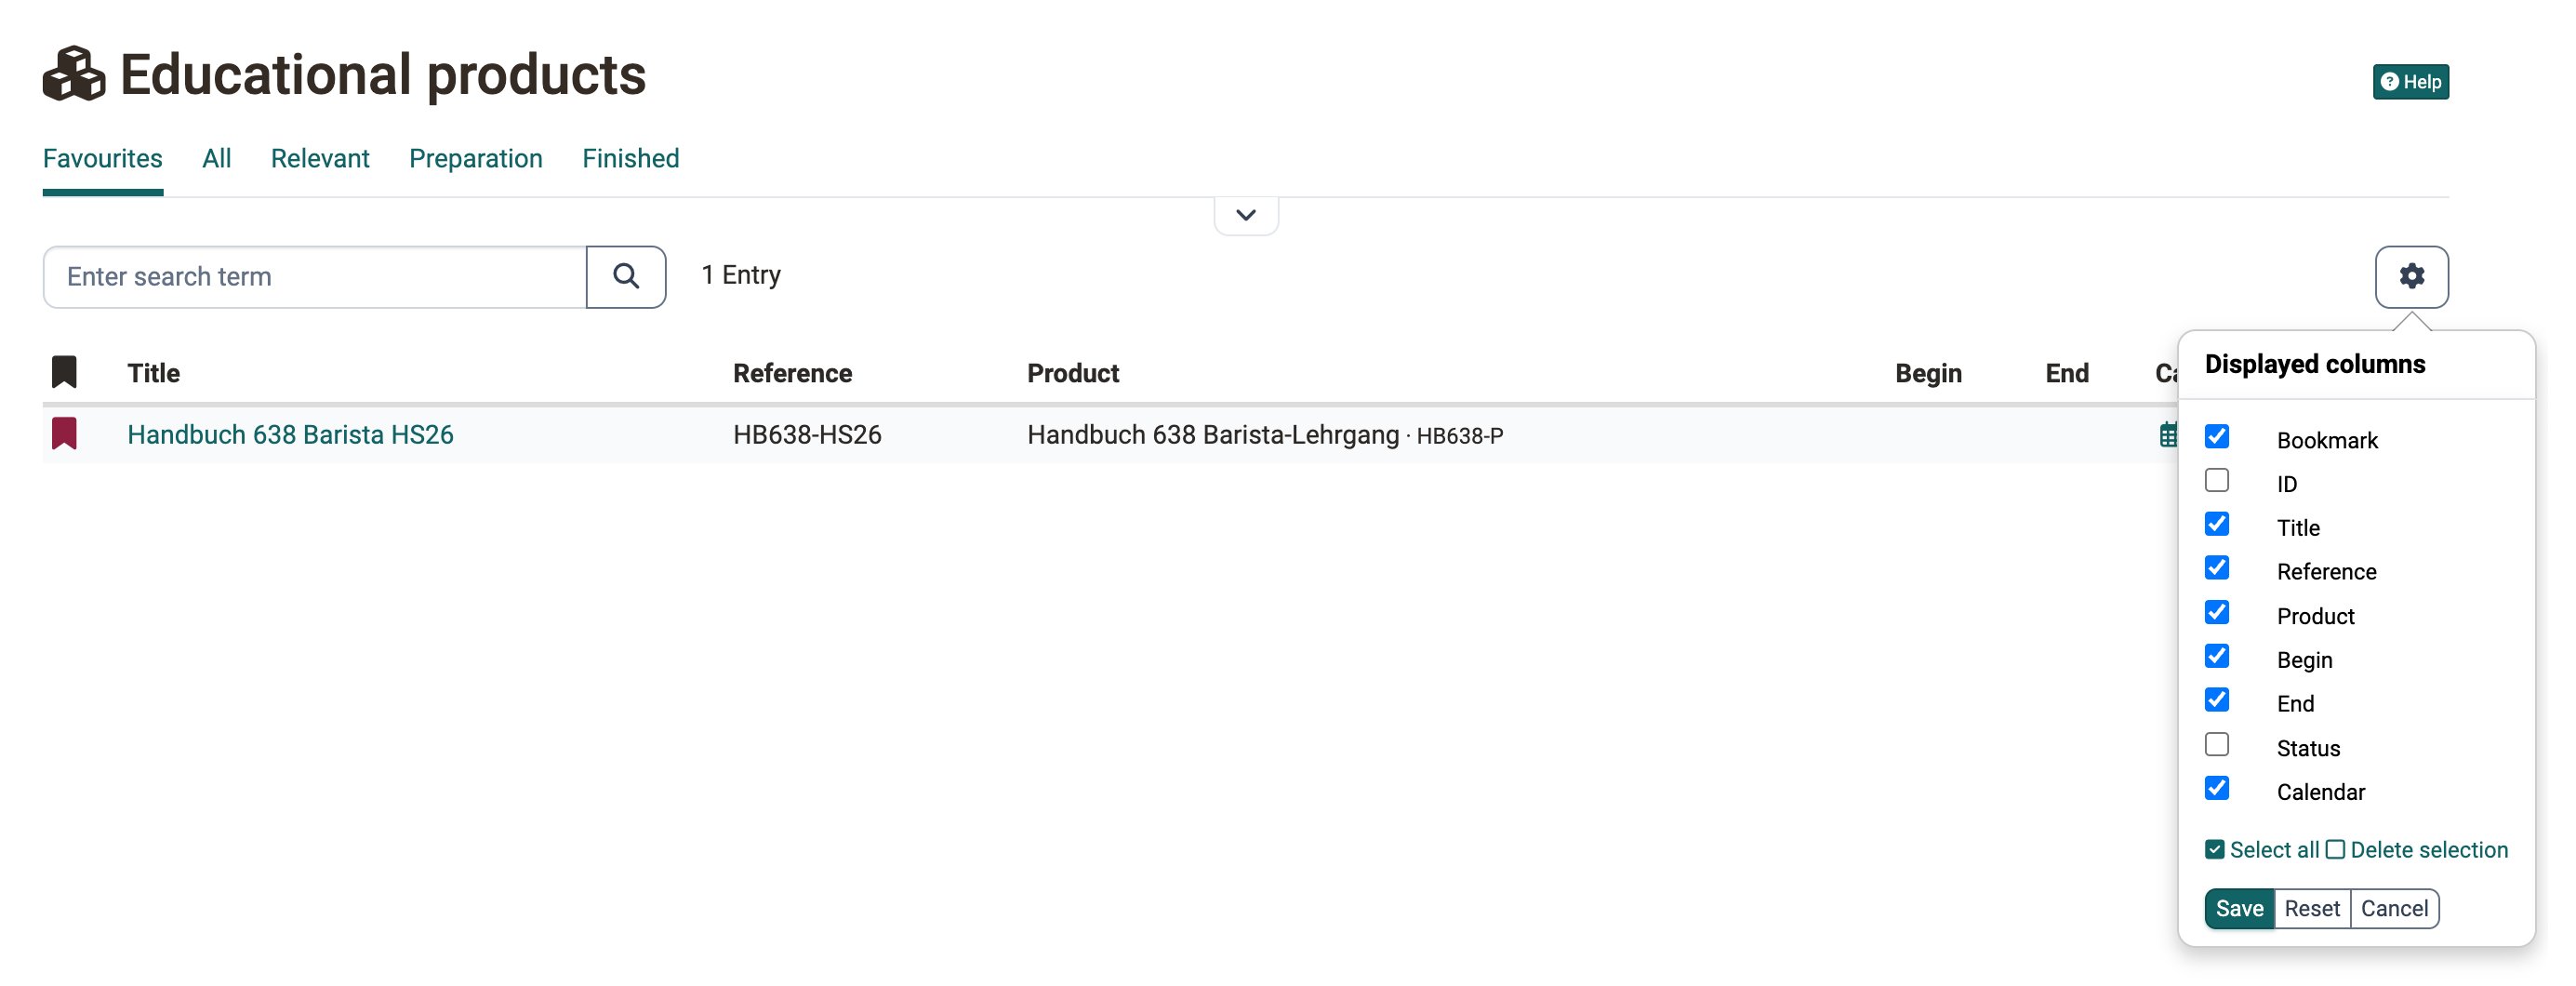 Educational products
Help
Favourites All Relevant Preparation Finished
Enter search term
1 Entry
Title Reference Product Begin End Ca
Handbuch 638 Barista HS26 HB638-HS26 Handbuch 638 Barista-Lehrgang · HB638-P
Displayed columns
Bookmark
ID
Title
Reference
Product
Begin
End
Status
Calendar
Select all Delete selection
Save Reset Cancel